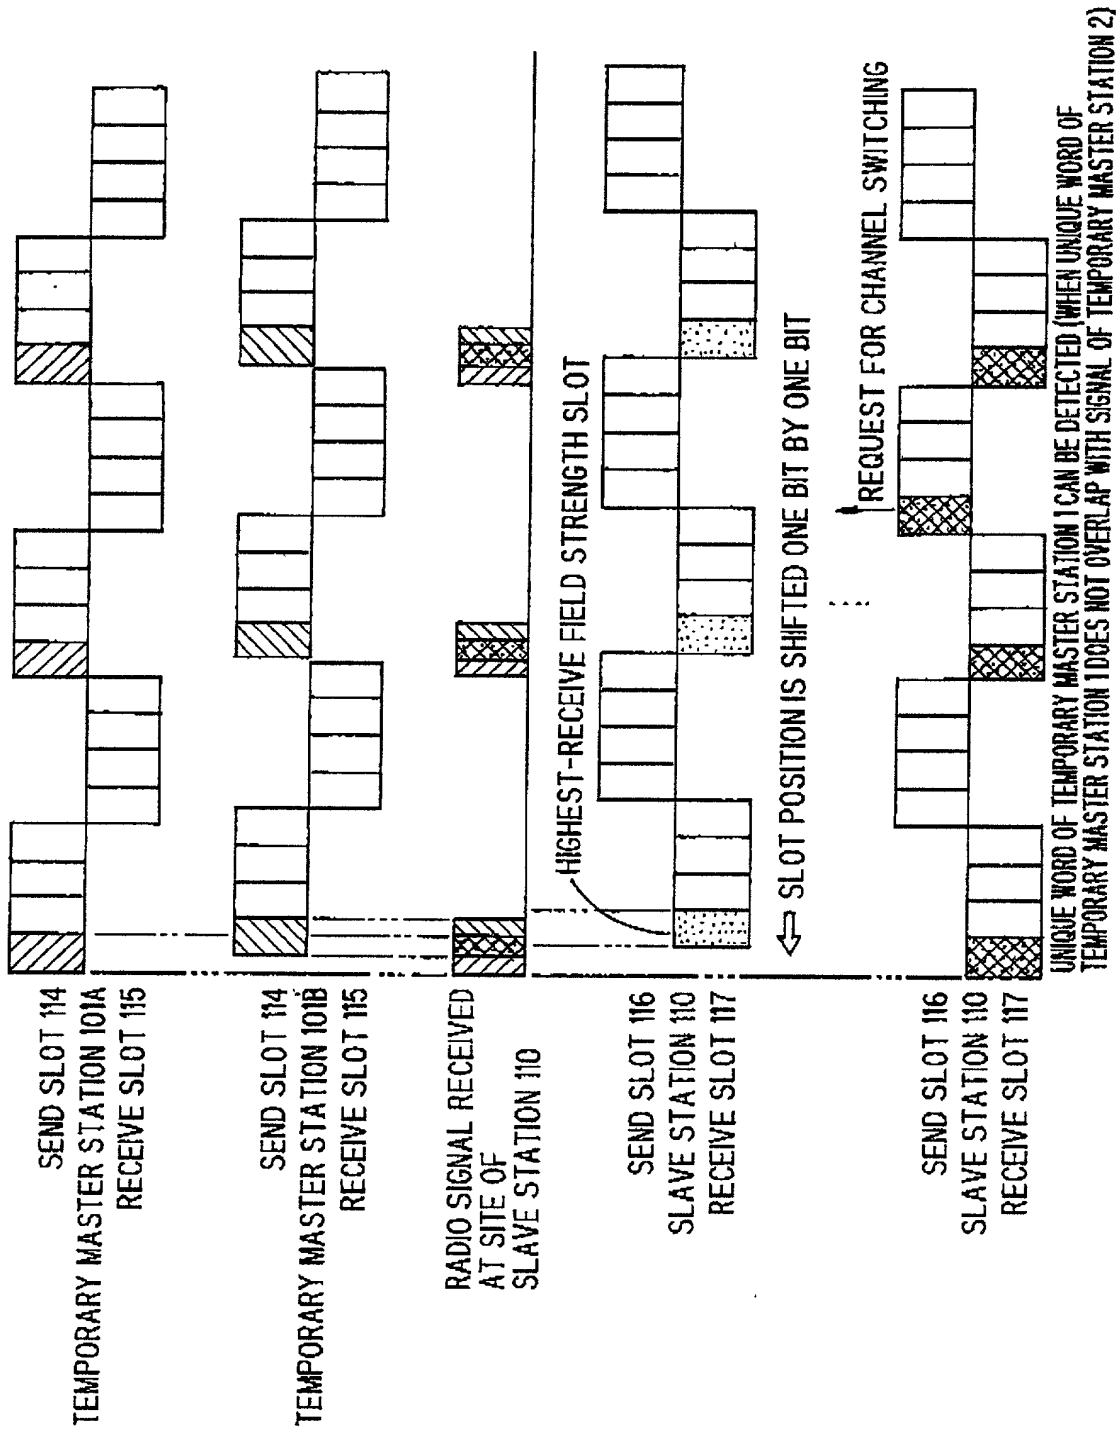 SEND SLOT 114
TEMPORARY MASTER STATION 101A
RECEIVE SLOT 115
SEND SLOT 114
TEMPORARY MASTER STATION 101B
RECEIVE SLOT 115
RADIO SIGNAL RECEIVED
AT SITE OF
SLAVE STATION 110
HIGHEST-RECEIVE FIELD STRENGTH SLOT
SEND SLOT 116
SLAVE STATION 110
RECEIVE SLOT 117
SLOT POSITION IS SHIFTED ONE BIT BY ONE BIT
REQUEST FOR CHANNEL SWITCHING
SEND SLOT 116
SLAVE STATION 110
RECEIVE SLOT 117
UNIQUE WORD OF TEMPORARY MASTER STATION 1 CAN BE DETECTED (WHEN UNIQUE WORD OF
TEMPORARY MASTER STATION 1 DOES NOT OVERLAP WITH SIGNAL OF TEMPORARY MASTER STATION 2)